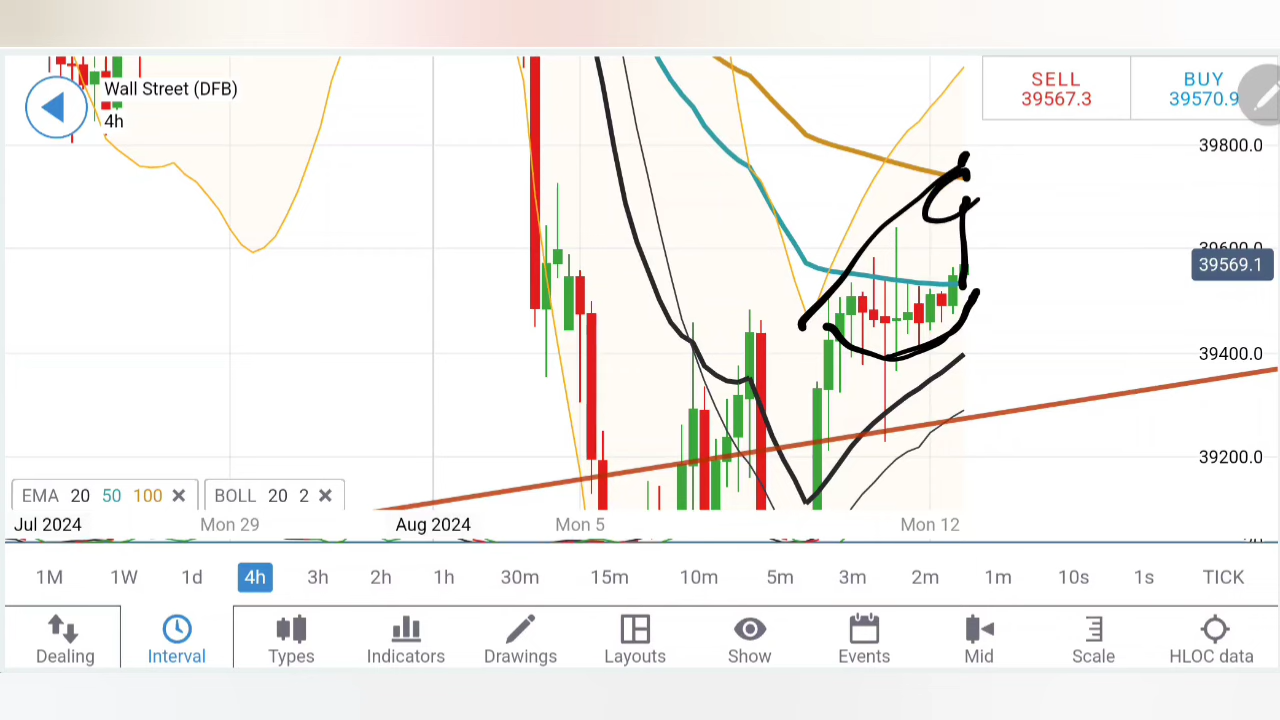 Wall Street (DFB)
4h
SELL
39567.3
BUY
39570.9
39800.0
39600.0
39569.1
39400.0
39200.0
EMA 20 50 100
BOLL 20 2
Jul 2024 Mon 29 Aug 2024 Mon 5 Mon 12
1M 1W 1d 4h 3h 2h 1h 30m 15m 10m 5m 3m 2m 1m 10s 1s TICK
Dealing Interval Types Indicators Drawings Layouts Show Events Mid Scale HLOC data